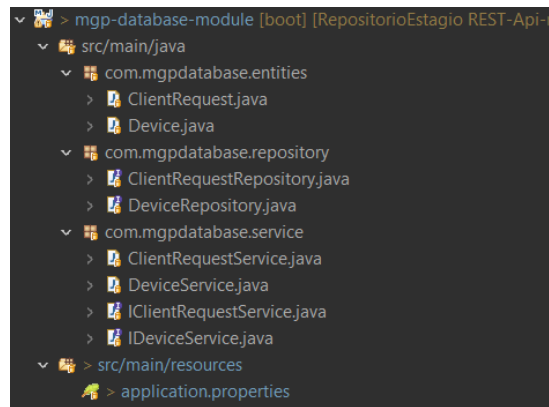 > mgp-database-module [boot] [RepositorioEstagio REST-Api-
src/main/java
com.mgpdatabase.entities
ClientRequest.java
Device.java
com.mgpdatabase.repository
ClientRequestRepository.java
DeviceRepository.java
com.mgpdatabase.service
ClientRequestService.java
DeviceService.java
IClientRequestService.java
IDeviceService.java
> src/main/resources
> application.properties